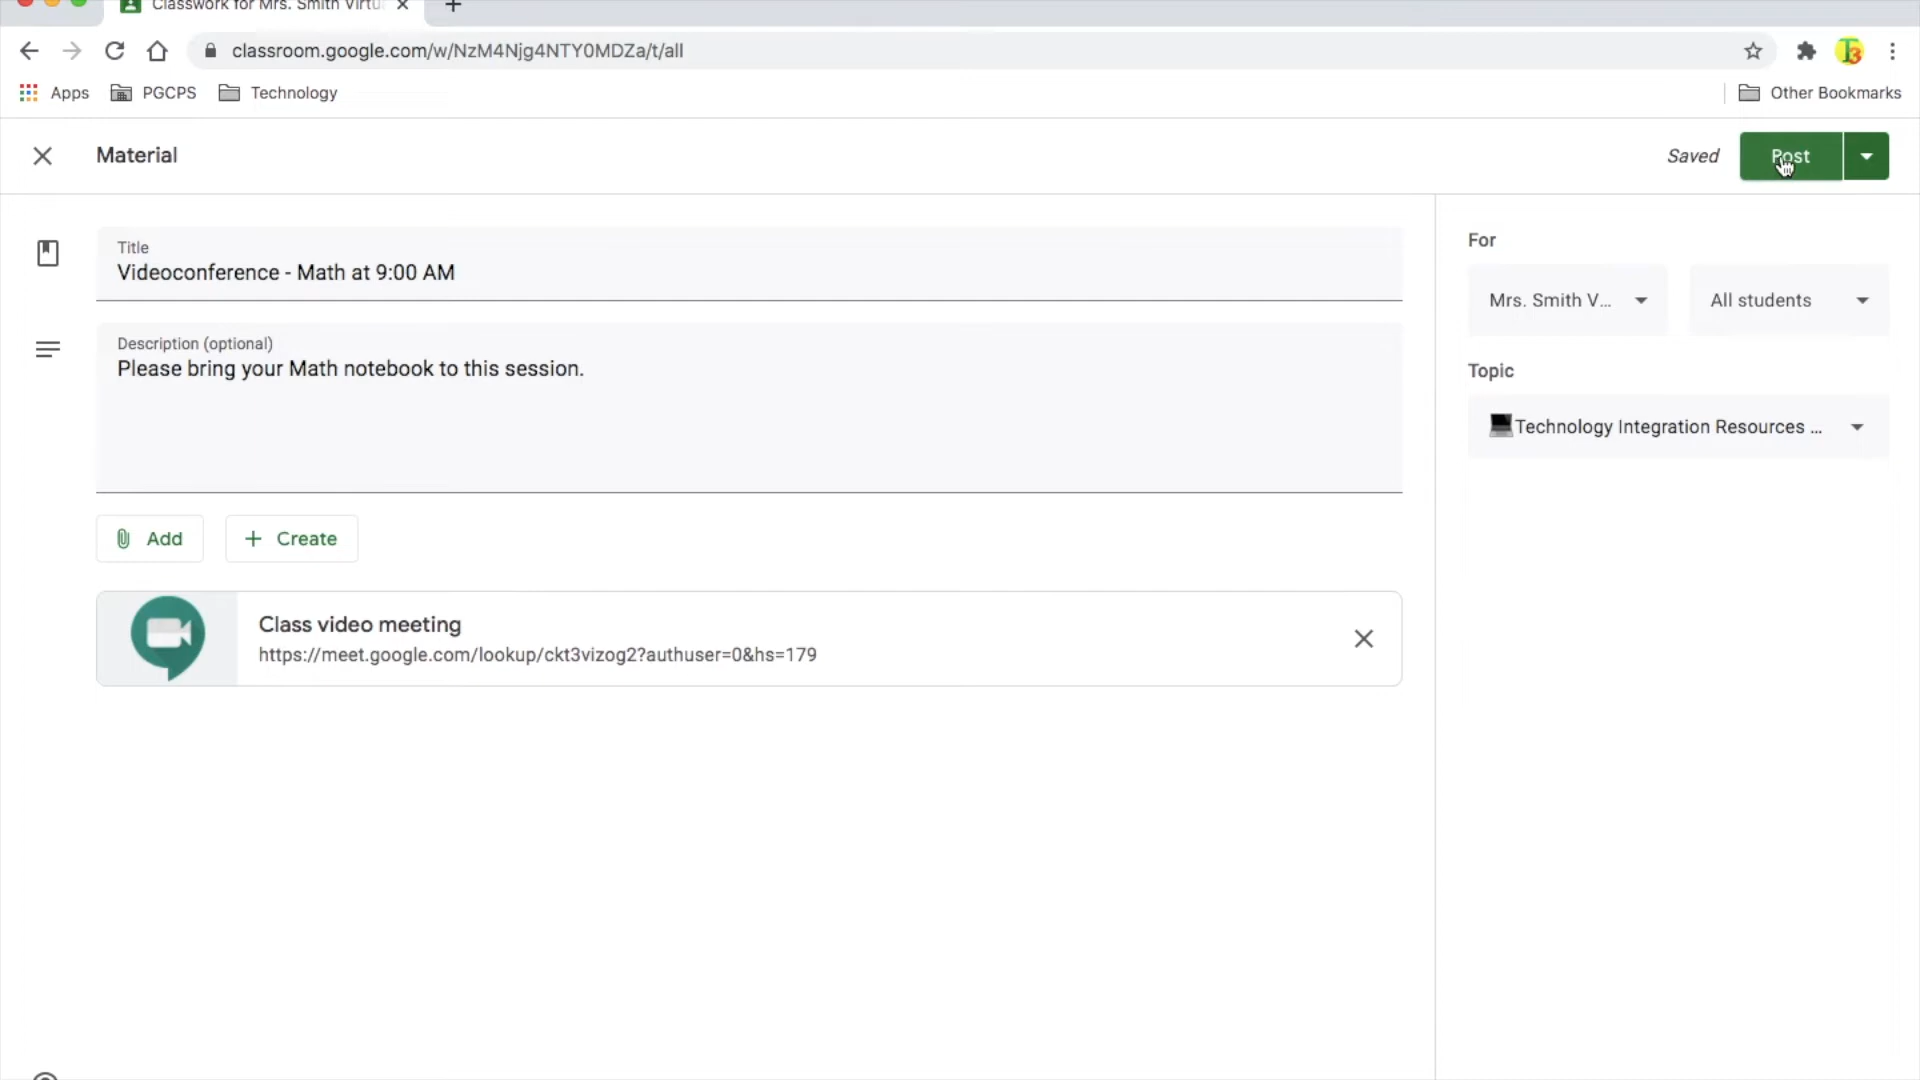 Classwork for Mrs. Smith Virtu
classroom.google.com/w/NzM4Njg4NTY0MDZa/t/all
Apps PGCPS Technology Other Bookmarks
Material Saved Post
Title
Videoconference - Math at 9:00 AM
Description (optional)
Please bring your Math notebook to this session.
Add Create
Class video meeting
https://meet.google.com/lookup/ckt3vizog2?authuser=0&hs=179
For
Mrs. Smith V... All students
Topic
Technology Integration Resources ...